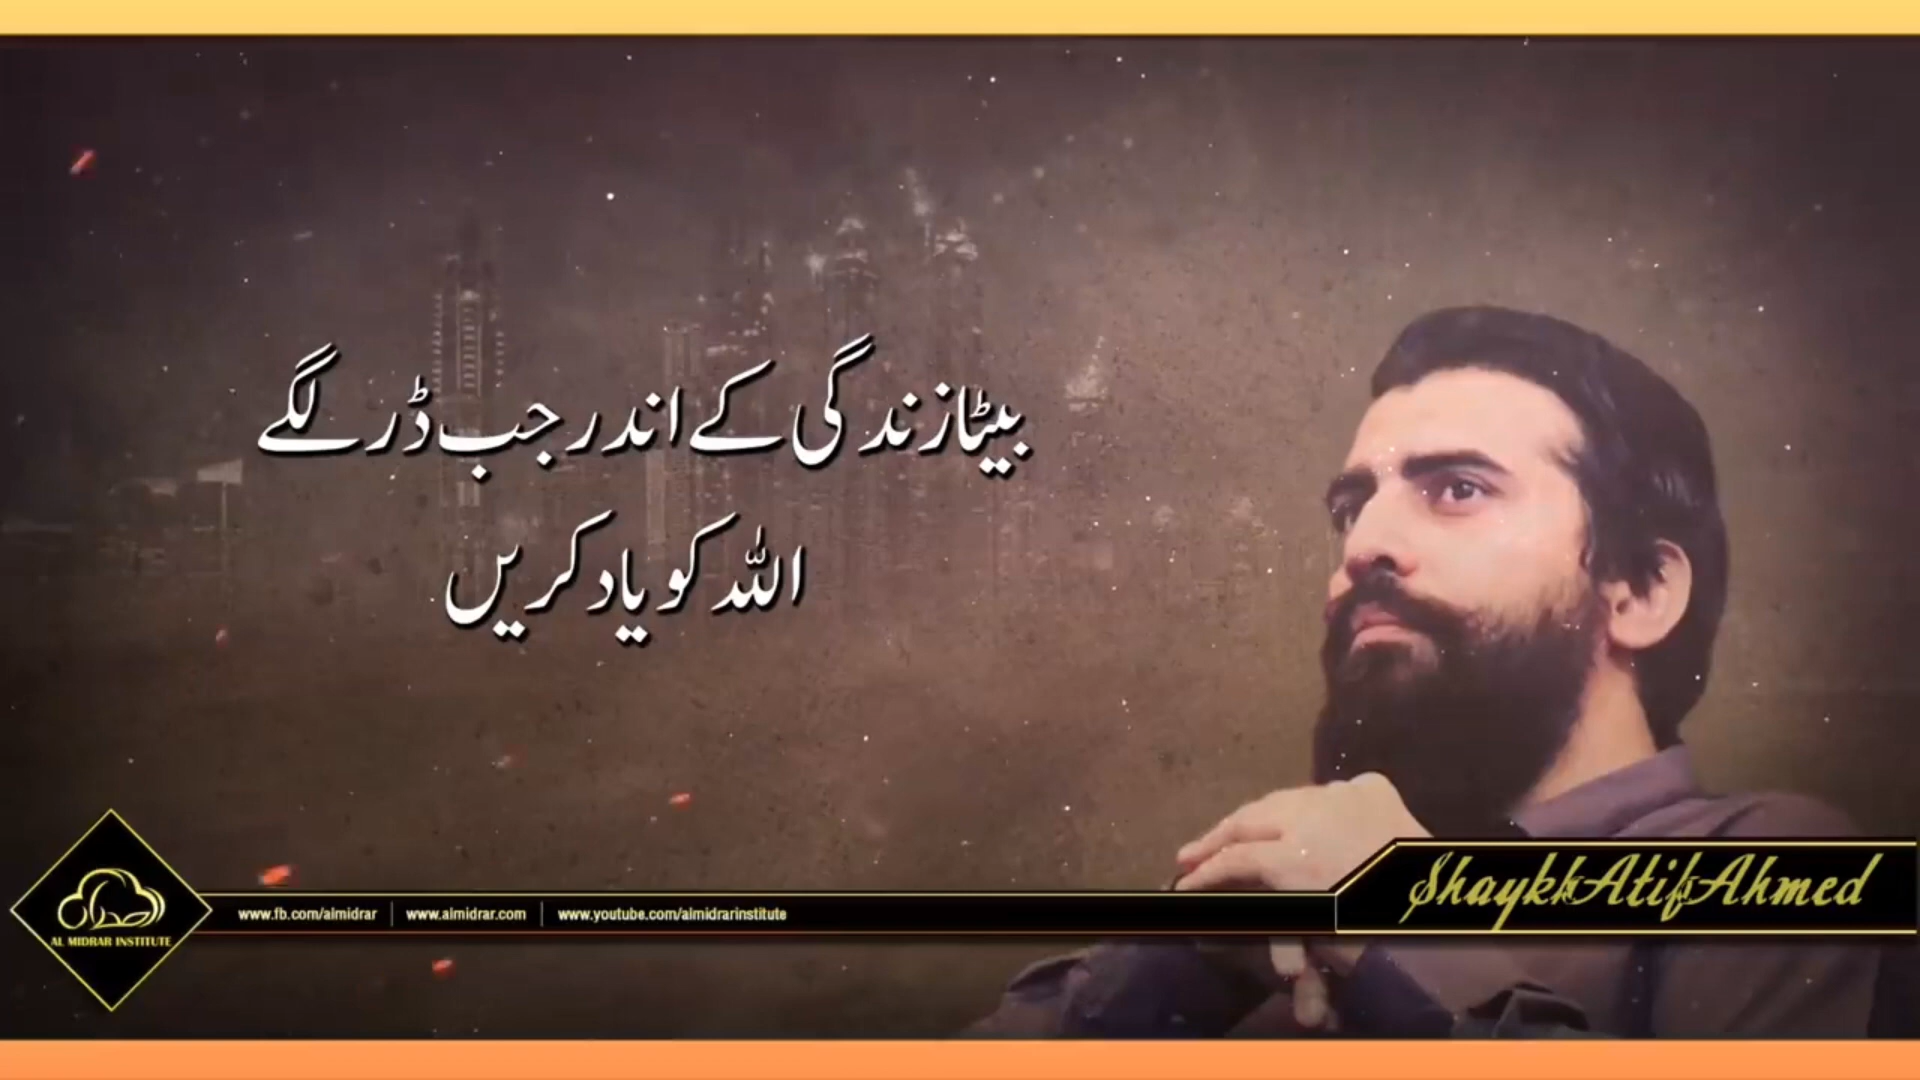 بیٹا زندگی کے اندر جب ڈر لگے
اللہ کو یاد کریں
Shaykh Atif Ahmed
AL MIDRAR INSTITUTE
www.fb.com/almidrar | www.almidrar.com | www.youtube.com/almidrarinstitute